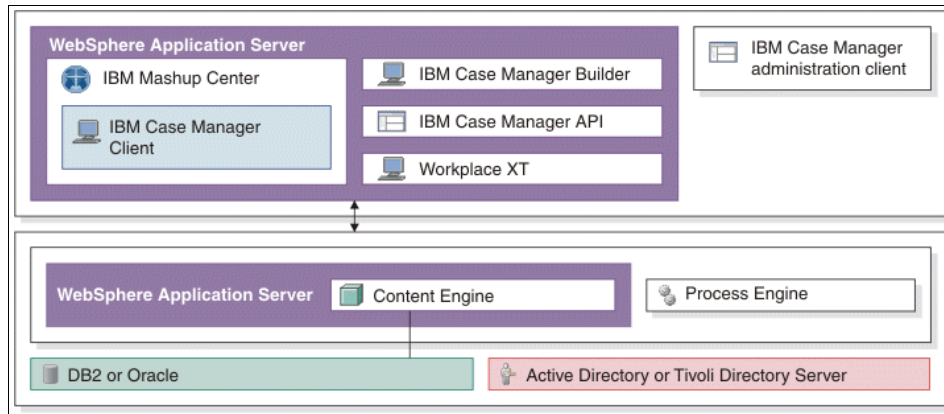 WebSphere Application Server
IBM Mashup Center
IBM Case Manager
Client
IBM Case Manager Builder
IBM Case Manager API
Workplace XT
IBM Case Manager
administration client
WebSphere Application Server
Content Engine
Process Engine
DB2 or Oracle
Active Directory or Tivoli Directory Server